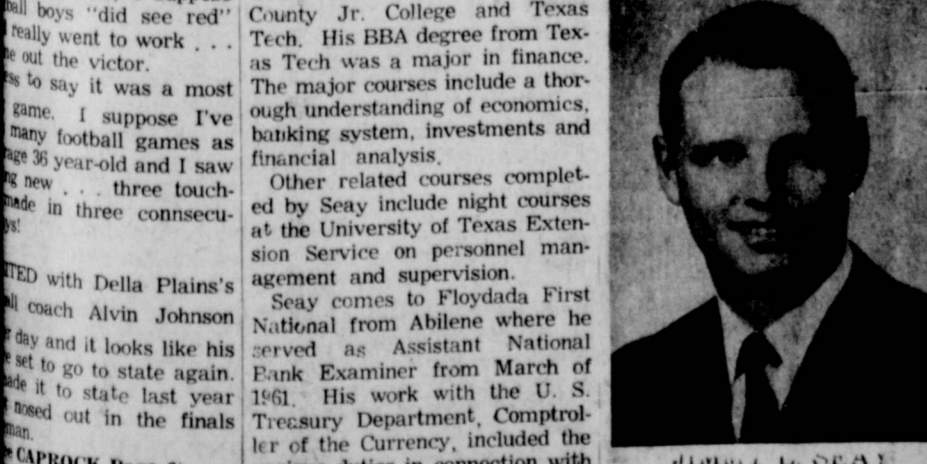 ball boys "did see red"
really went to work . . .
out the victor.
to say it was a most
game. I suppose I've
many football games as
36 year-old and I saw
new . . . three touch-
made in three connsecu-
with Della Plains's
coach Alvin Johnson
day and it looks like his
set to go to state again.
made it to state last year
nosed out in the finals
CAPROCK
County Jr. College and Texas
Tech. His BBA degree from Tex-
as Tech was a major in finance.
The major courses include a thor-
ough understanding of economics,
banking system, investments and
financial analysis.
Other related courses complet-
ed by Seay include night courses
at the University of Texas Exten-
sion Service on personnel man-
agement and supervision.
Seay comes to Floydada First
National from Abilene where he
served as Assistant National
Bank Examiner from March of
1961. His work with the U. S.
Treasury Department, Comptrol-
ler of the Currency, included the
in connection with
SEAY